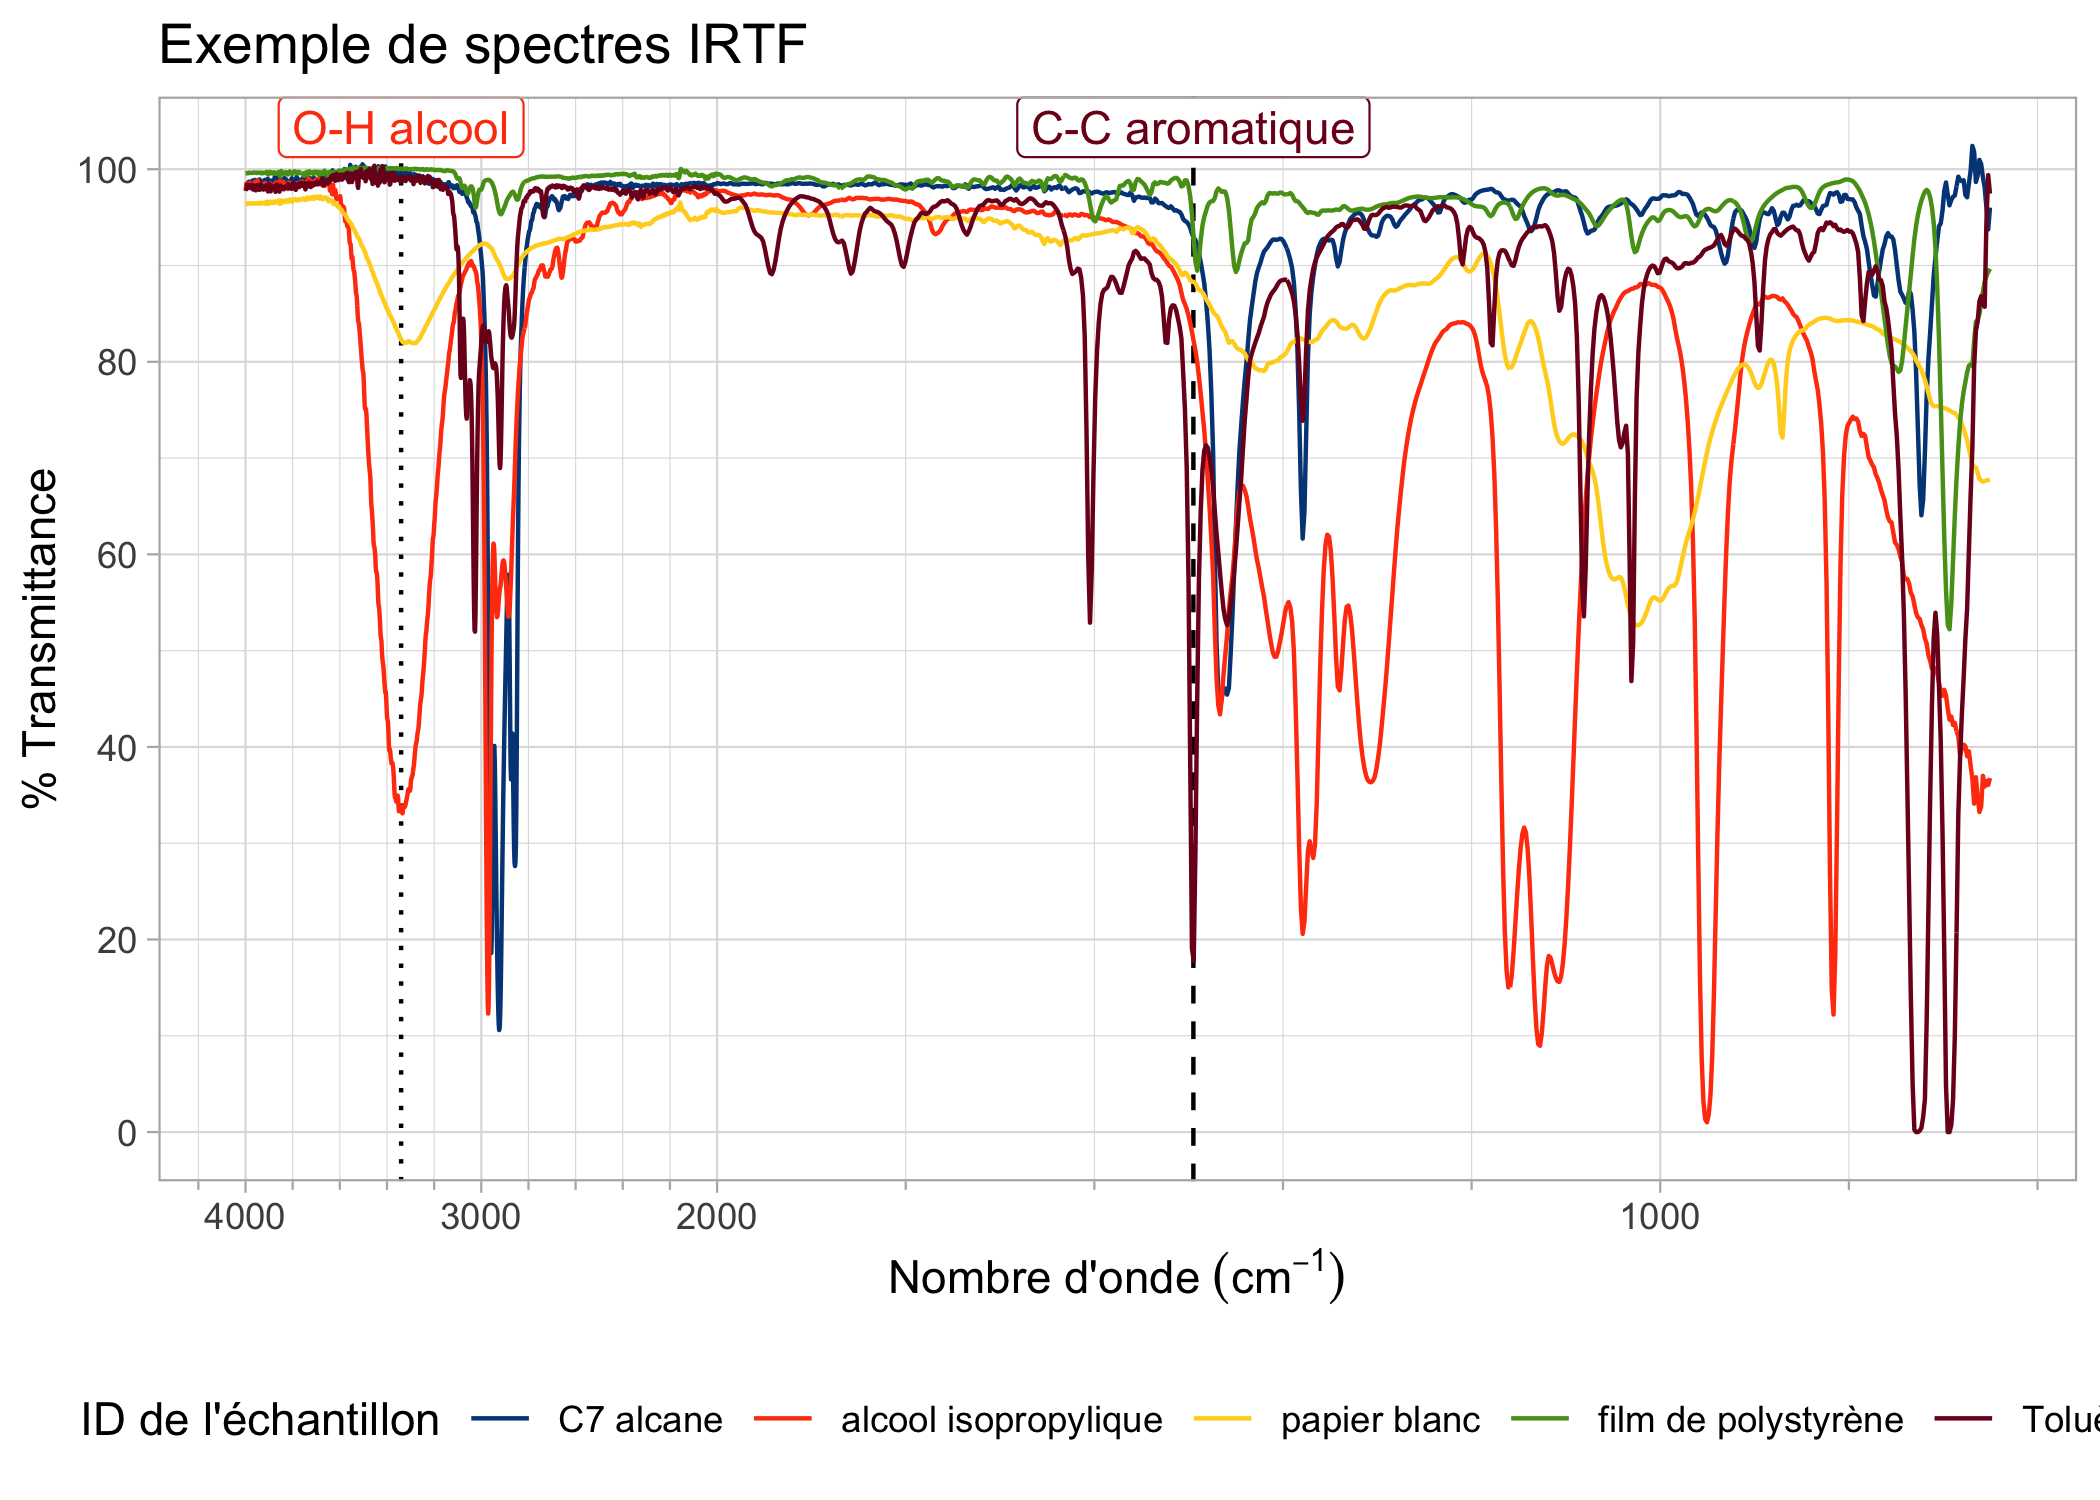 Exemple de spectres IRTF
O-H alcool
C-C aromatique
100
80
60
40
20
0
% Transmittance
4000 3000 2000 1000
Nombre d'onde (cm⁻¹)
ID de l'échantillon C7 alcane alcool isopropylique papier blanc film de polystyrène